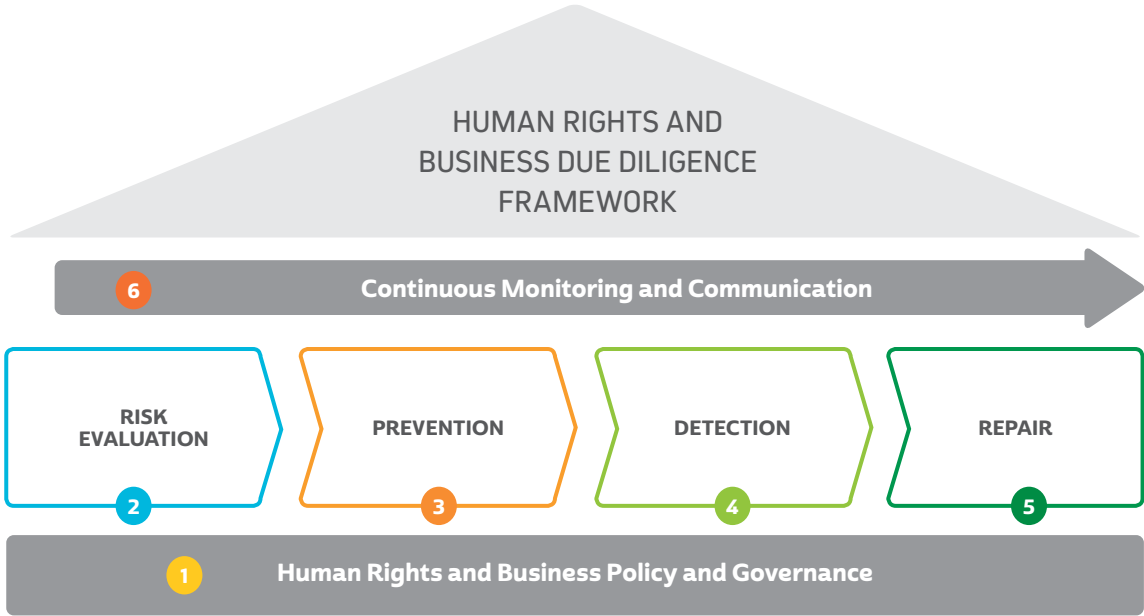 HUMAN RIGHTS AND
BUSINESS DUE DILIGENCE
FRAMEWORK
6 Continuous Monitoring and Communication
RISK
EVALUATION
PREVENTION
DETECTION
REPAIR
2
3
4
5
1 Human Rights and Business Policy and Governance